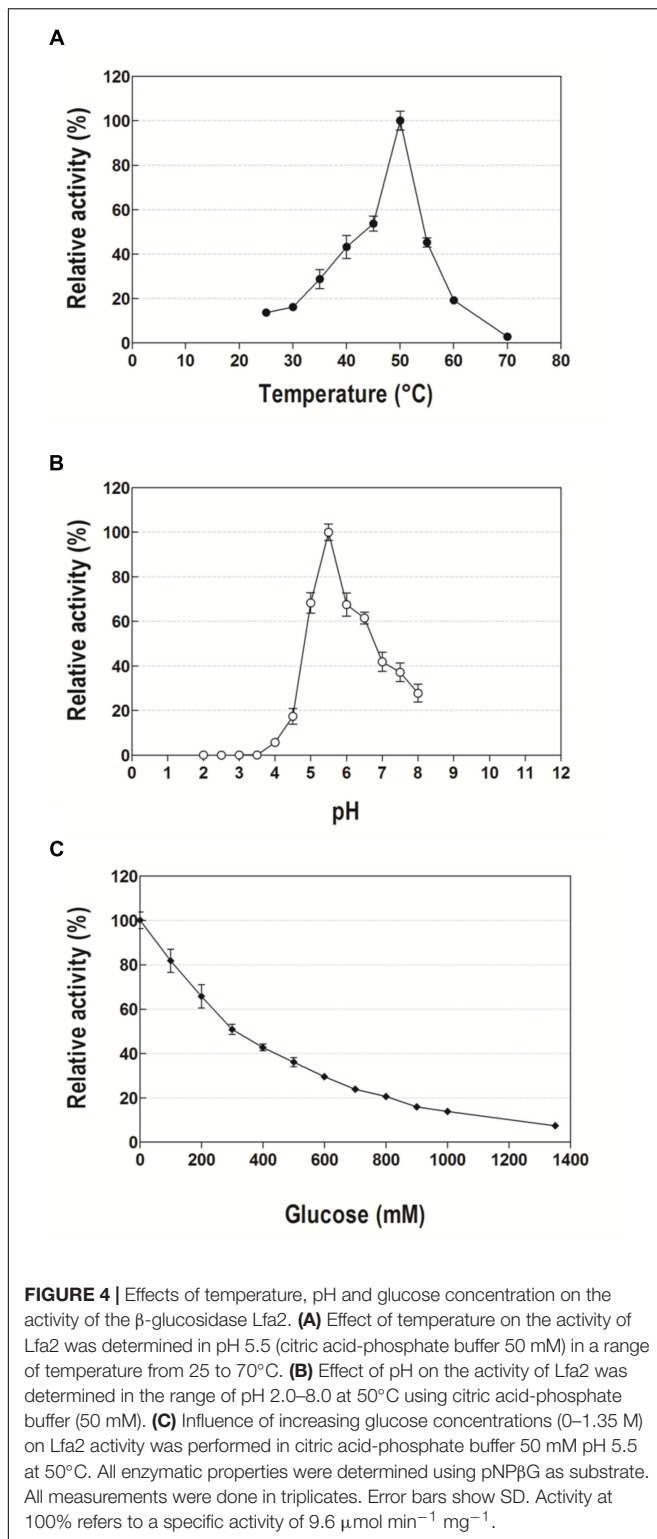 A
120
100
80
60
40
20
0
Relative activity (%)
0 10 20 30 40 50 60 70 80
Temperature (°C)
B
120
100
80
60
40
20
0
Relative activity (%)
0 1 2 3 4 5 6 7 8 9 10 11 12
pH
C
120
100
80
60
40
20
0
Relative activity (%)
0 200 400 600 800 1000 1200 1400
Glucose (mM)
FIGURE 4 | Effects of temperature, pH and glucose concentration on the
activity of the β-glucosidase Lfa2. (A) Effect of temperature on the activity of
Lfa2 was determined in pH 5.5 (citric acid-phosphate buffer 50 mM) in a range
of temperature from 25 to 70°C. (B) Effect of pH on the activity of Lfa2 was
determined in the range of pH 2.0–8.0 at 50°C using citric acid-phosphate
buffer (50 mM). (C) Influence of increasing glucose concentrations (0–1.35 M)
on Lfa2 activity was performed in citric acid-phosphate buffer 50 mM pH 5.5
at 50°C. All enzymatic properties were determined using pNPβG as substrate.
All measurements were done in triplicates. Error bars show SD. Activity at
100% refers to a specific activity of 9.6 μmol min⁻¹ mg⁻¹.